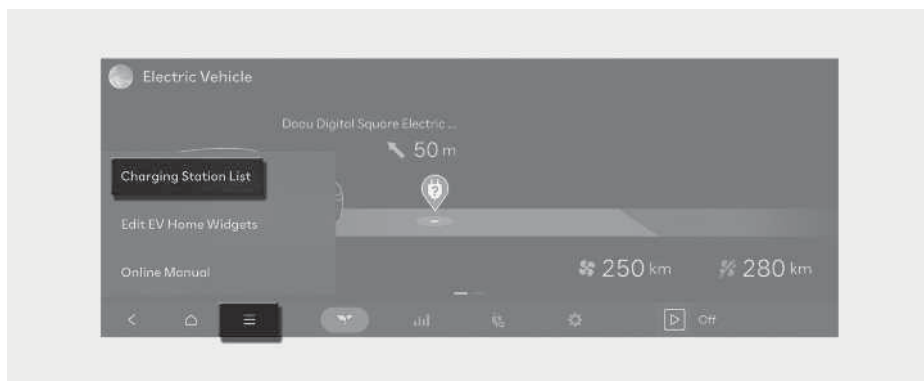 Electric Vehicle
Docu Digital Square Electric ...
50 m
Charging Station List
Edit EV Home Widgets
Online Manual
250 km
280 km
Off